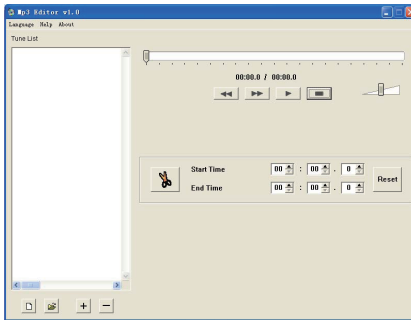 Mp3 Editor v1.0
Language Help About
Tune List
00:00.0 / 00:00.0
Start Time 00 : 00 . 0
End Time 00 : 00 . 0
Reset